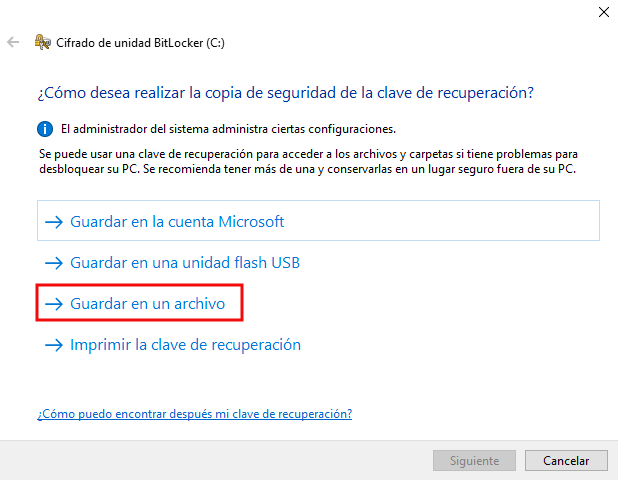 Cifrado de unidad BitLocker (C:)
¿Cómo desea realizar la copia de seguridad de la clave de recuperación?
El administrador del sistema administra ciertas configuraciones.
Se puede usar una clave de recuperación para acceder a los archivos y carpetas si tiene problemas para
desbloquear su PC. Se recomienda tener más de una y conservarlas en un lugar seguro fuera de su PC.
Guardar en la cuenta Microsoft
Guardar en una unidad flash USB
Guardar en un archivo
Imprimir la clave de recuperación
¿Cómo puedo encontrar después mi clave de recuperación?
Siguiente
Cancelar